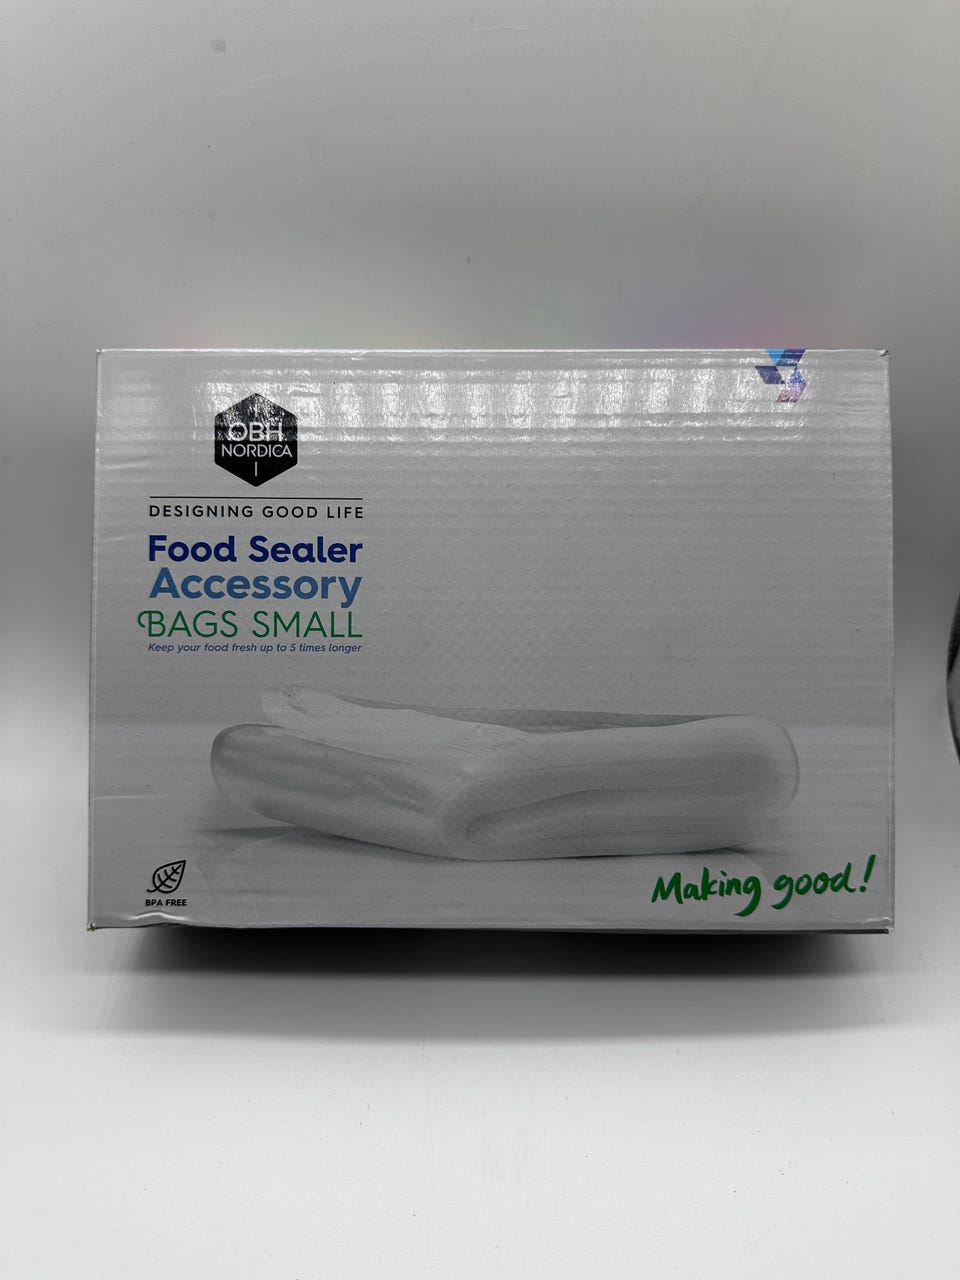 OBH
NORDICA
DESIGNING GOOD LIFE
Food Sealer
Accessory
BAGS SMALL
Keep your food fresh up to 5 times longer
BPA FREE
Making good!